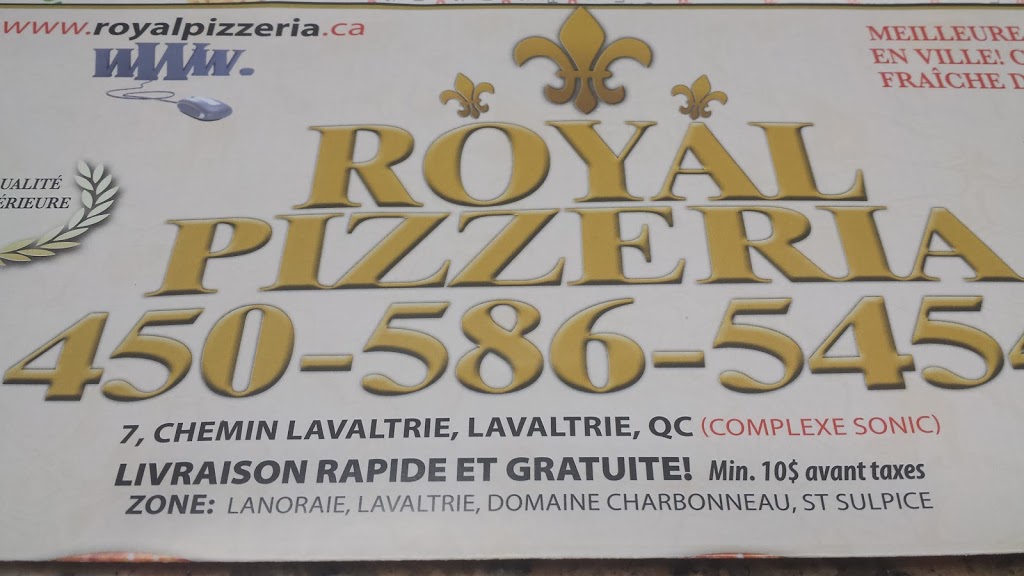 www.royalpizzeria.ca
WWW.
MEILLEURE
EN VILLE!
FRAÎCHE
ROYAL
PIZZERIA
450-586-5454
7, CHEMIN LAVALTRIE, LAVALTRIE, QC (COMPLEXE SONIC)
LIVRAISON RAPIDE ET GRATUITE! Min. 10$ avant taxes
ZONE: LANORAIE, LAVALTRIE, DOMAINE CHARBONNEAU, ST SULPICE